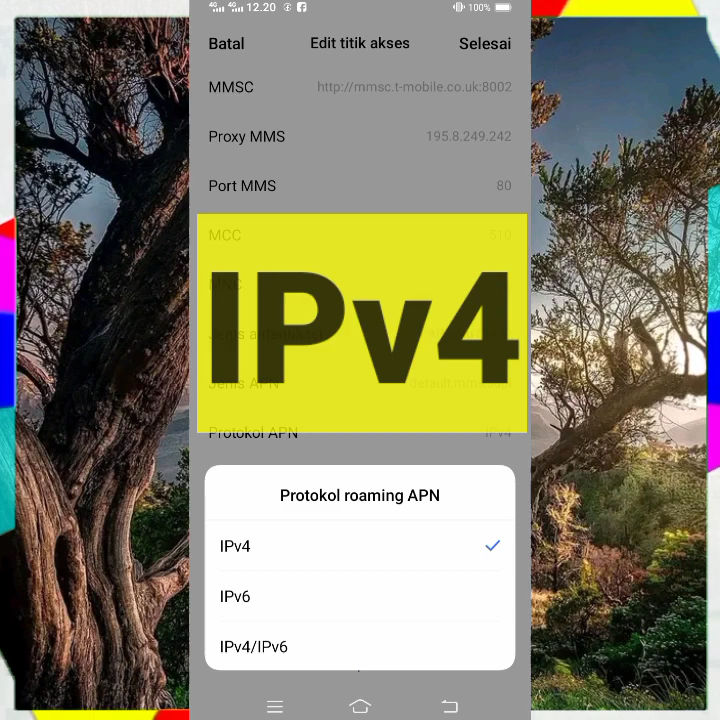 4G 4G 12.20 100%
Batal Edit titik akses Selesai
MMSC http://mmsc.t-mobile.co.uk:8002
Proxy MMS 195.8.249.242
Port MMS 80
MCC 510
MNC
IPv4
Jenis APN
Protokol APN IPv4
Protokol roaming APN
IPv4
IPv6
IPv4/IPv6